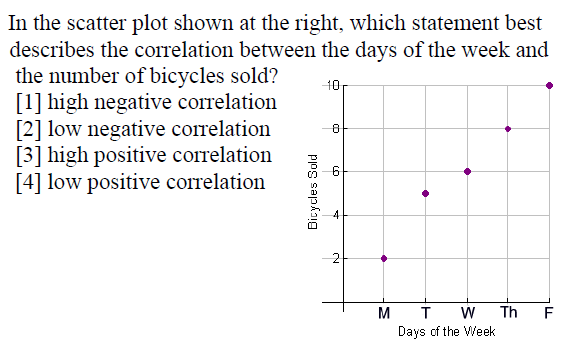 In the scatter plot shown at the right, which statement best
describes the correlation between the days of the week and
the number of bicycles sold?
[1] high negative correlation
[2] low negative correlation
[3] high positive correlation
[4] low positive correlation
10
8
6
4
2
Bicycles Sold
M T W Th F
Days of the Week